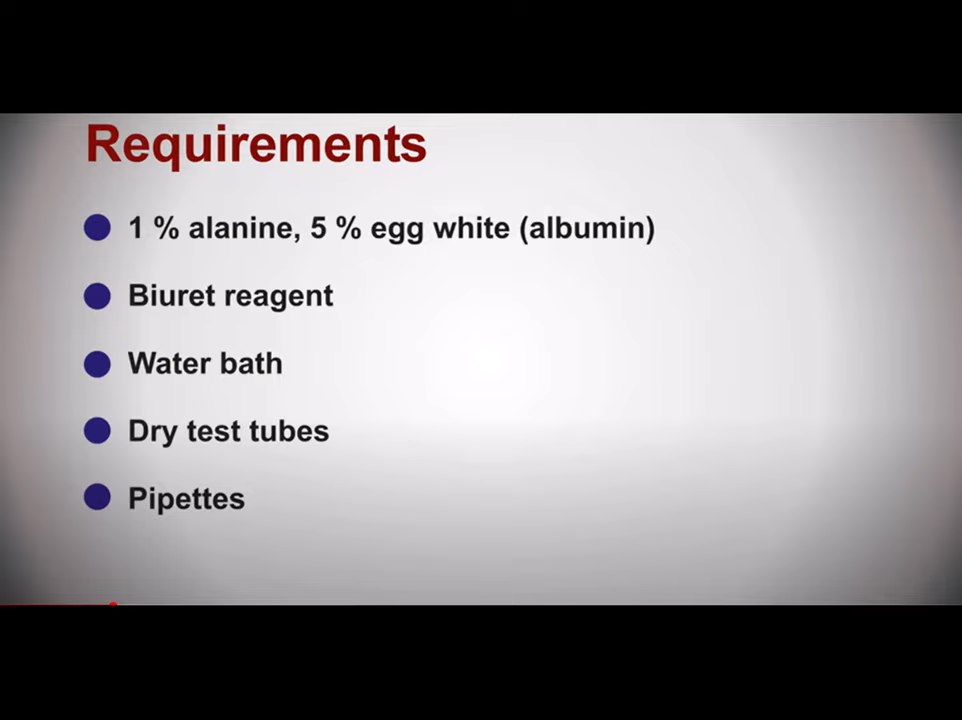 Requirements
1 % alanine, 5 % egg white (albumin)
Biuret reagent
Water bath
Dry test tubes
Pipettes